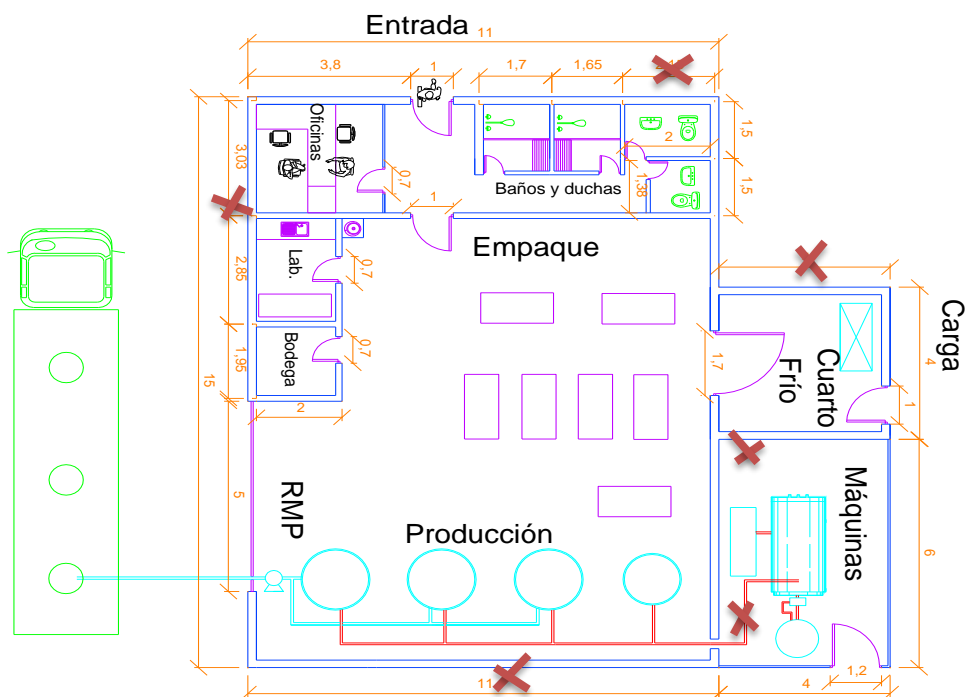 Entrada
11
3,8
1
1,7
1,65
Oficinas
3,03
0,7
1
Baños y duchas
2
1,38
1,5
1,5
Empaque
Lab.
2,85
0,7
Bodega
1,95
0,7
2
15
5
1,7
Cuarto
Frío
4
1
Carga
RMP
Producción
Máquinas
6
11
4
1,2